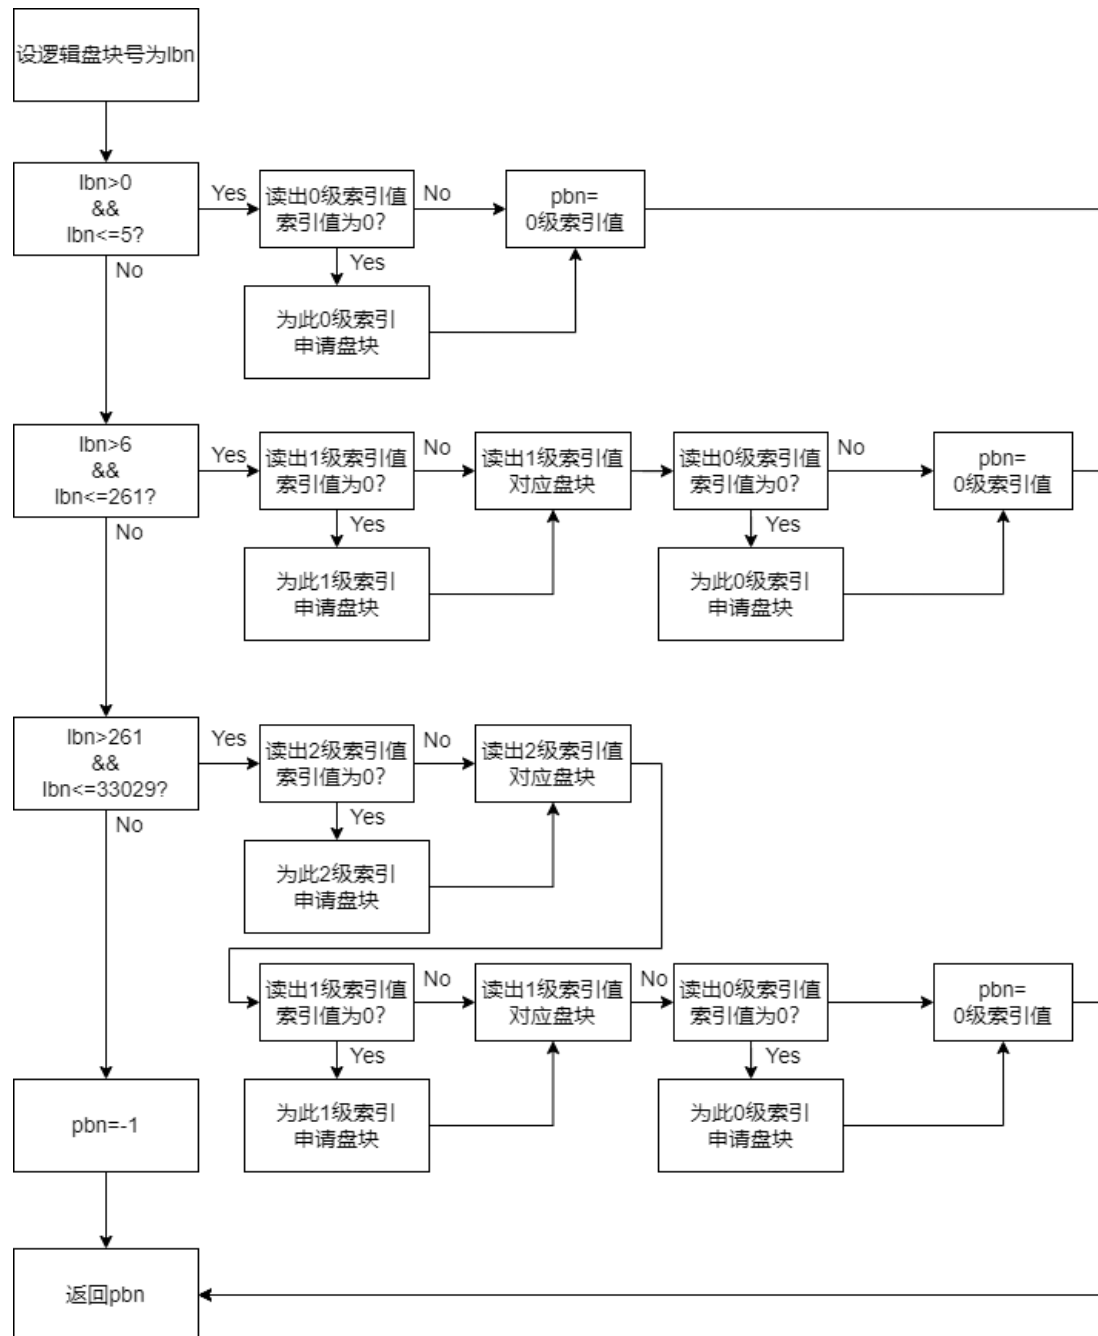 设逻辑盘块号为lbn
lbn>0
&&
lbn<=5?
Yes
读出0级索引值
索引值为0?
No
pbn=
0级索引值
No
Yes
为此0级索引
申请盘块
lbn>6
&&
lbn<=261?
Yes
读出1级索引值
索引值为0?
No
读出1级索引值
对应盘块
读出0级索引值
索引值为0?
No
pbn=
0级索引值
No
Yes
为此1级索引
申请盘块
Yes
为此0级索引
申请盘块
lbn>261
&&
lbn<=33029?
Yes
读出2级索引值
索引值为0?
No
读出2级索引值
对应盘块
No
Yes
为此2级索引
申请盘块
读出1级索引值
索引值为0?
No
读出1级索引值
对应盘块
No
读出0级索引值
索引值为0?
pbn=
0级索引值
Yes
为此1级索引
申请盘块
Yes
为此0级索引
申请盘块
pbn=-1
返回pbn